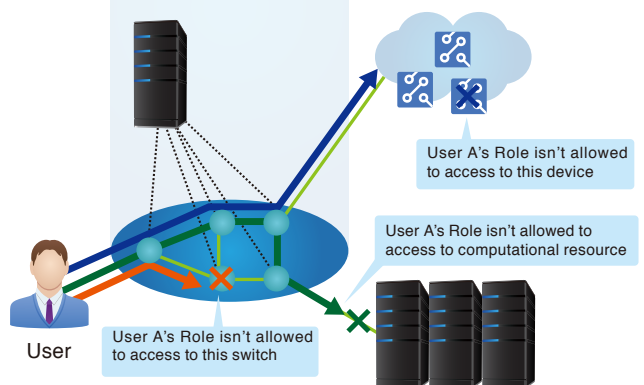 User A's Role isn't allowed
to access to this device
User A's Role isn't allowed to
access to computational resource
User A's Role isn't allowed
to access to this switch
User